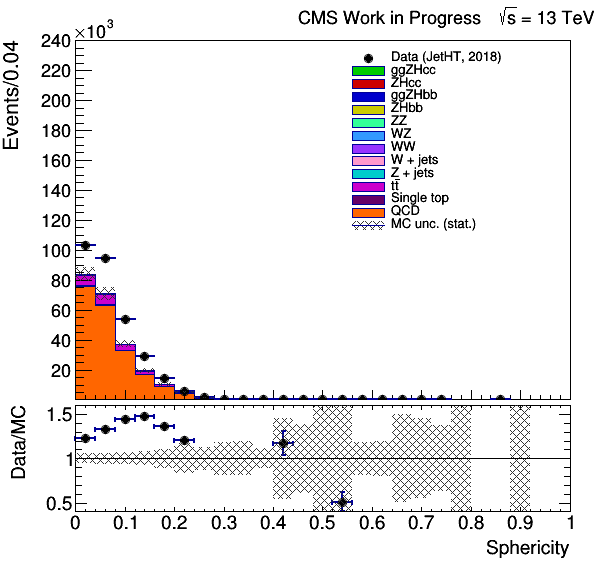 CMS Work in Progress √s = 13 TeV
×10³
Events/0.04
240
220
200
180
160
140
120
100
80
60
40
20
Data (JetHT, 2018)
ggZHcc
ZHcc
ggZHbb
ZHbb
ZZ
WZ
WW
W + jets
Z + jets
tt̄
Single top
QCD
MC unc. (stat.)
Data/MC
1.5
1
0.5
0 0.1 0.2 0.3 0.4 0.5 0.6 0.7 0.8 0.9 1
Sphericity